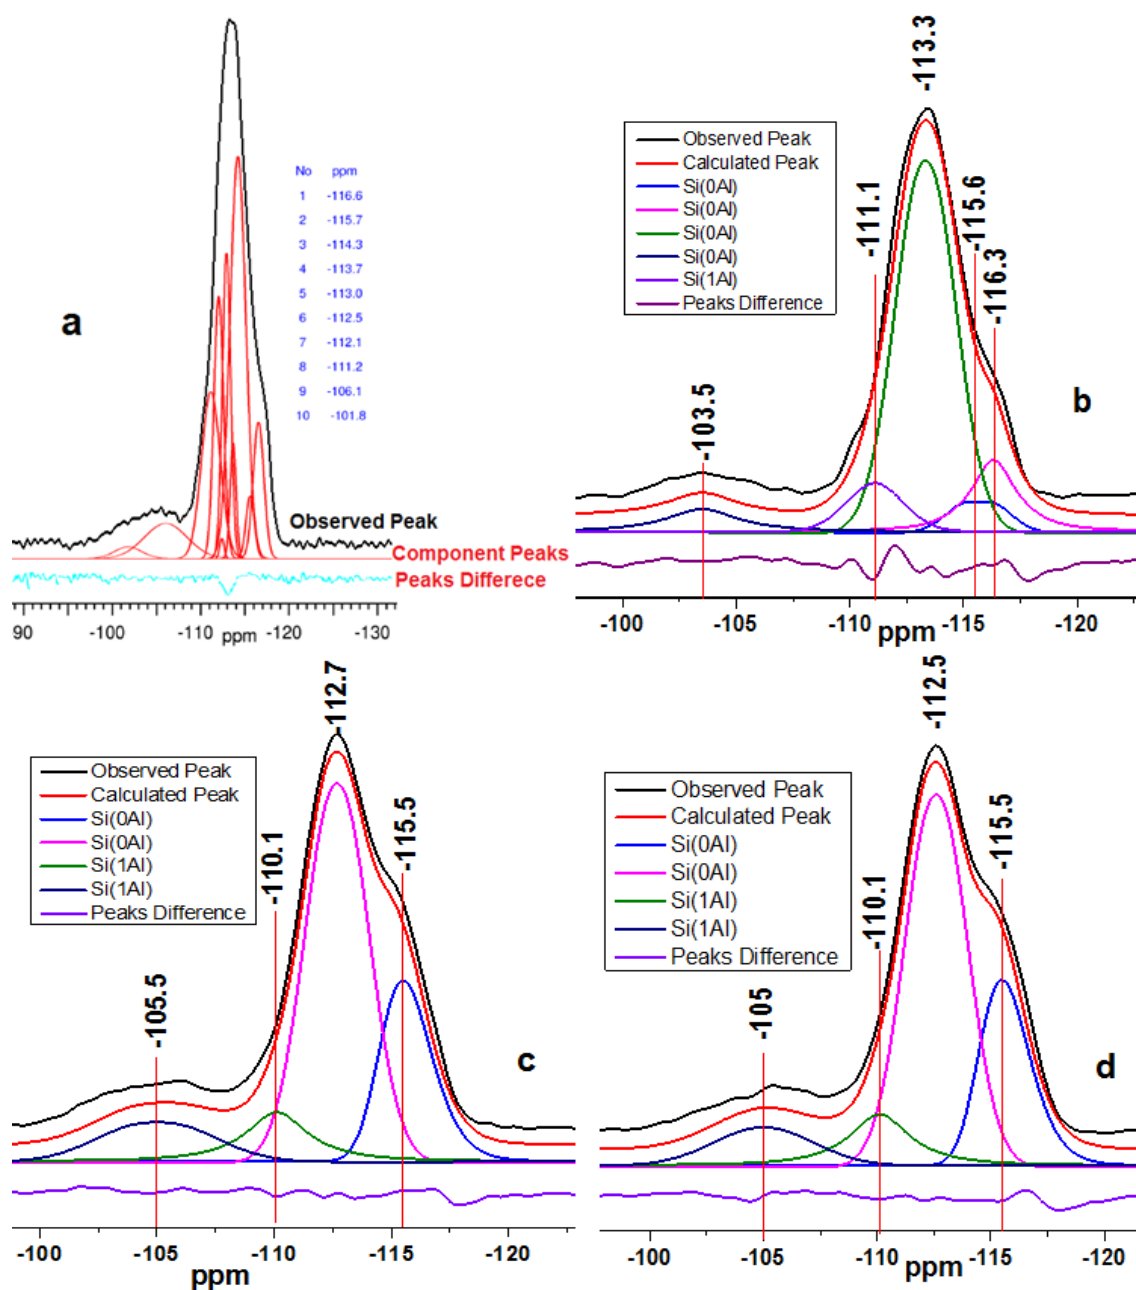 a
No ppm
1 -116.6
2 -115.7
3 -114.3
4 -113.7
5 -113.0
6 -112.5
7 -112.1
8 -111.2
9 -106.1
10 -101.8
Observed Peak
Component Peaks
Peaks Differece
90 -100 -110 ppm -120 -130
-113.3
Observed Peak
Calculated Peak
Si(0Al)
Si(0Al)
Si(0Al)
Si(0Al)
Si(1Al)
Peaks Difference
-111.1
-115.6
-116.3
-103.5
b
-100 -105 -110 -115 -120
ppm
-112.7
Observed Peak
Calculated Peak
Si(0Al)
Si(0Al)
Si(1Al)
Si(1Al)
Peaks Difference
-110.1
-115.5
-105.5
c
-100 -105 -110 -115 -120
ppm
-112.5
Observed Peak
Calculated Peak
Si(0Al)
Si(0Al)
Si(1Al)
Si(1Al)
Peaks Difference
-110.1
-115.5
-105
d
-100 -105 -110 -115 -120
ppm